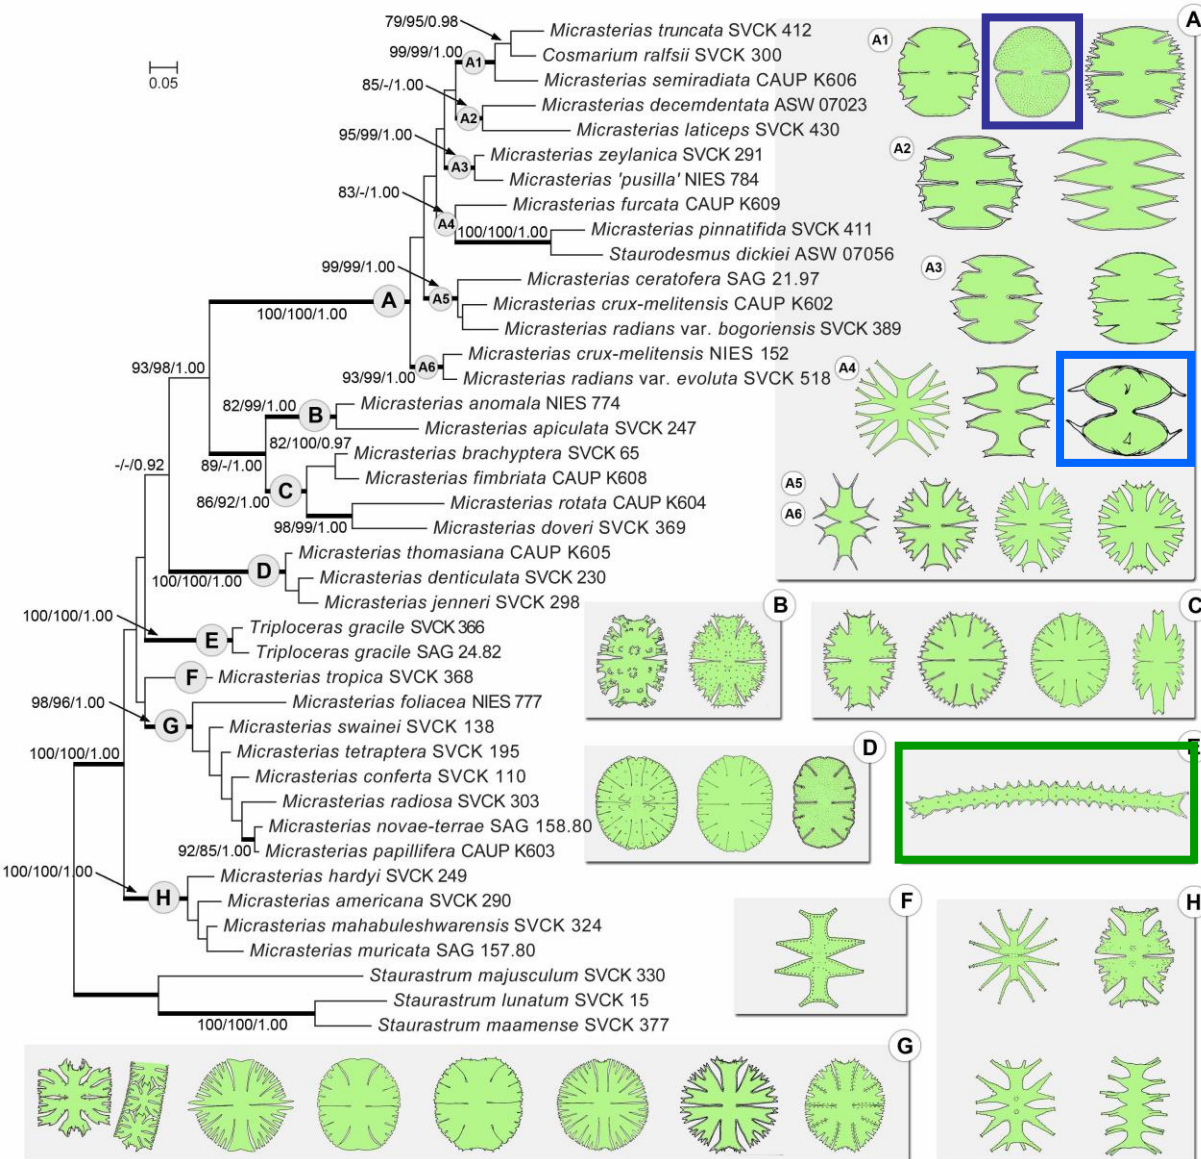 79/95/0.98
Micrasterias truncata SVCK 412
A
A1
Cosmarium ralfsii SVCK 300
99/99/1.00
A1
0.05
Micrasterias semiradiata CAUP K606
85/-/1.00
Micrasterias decemdentata ASW 07023
A2
Micrasterias laticeps SVCK 430
95/99/1.00
A2
Micrasterias zeylanica SVCK 291
A3
Micrasterias 'pusilla' NIES 784
83/-/1.00
Micrasterias furcata CAUP K609
A4
100/100/1.00
Micrasterias pinnatifida SVCK 411
Staurodesmus dickiei ASW 07056
99/99/1.00
A3
Micrasterias ceratofera SAG 21.97
A
A5
Micrasterias crux-melitensis CAUP K602
100/100/1.00
Micrasterias radians var. bogoriensis SVCK 389
Micrasterias crux-melitensis NIES 152
93/98/1.00
A6
A4
93/99/1.00
Micrasterias radians var. evoluta SVCK 518
82/99/1.00
Micrasterias anomala NIES 774
B
Micrasterias apiculata SVCK 247
82/100/0.97
-/-/0.92
89/-/1.00
Micrasterias brachyptera SVCK 65
Micrasterias fimbriata CAUP K608
A5
C
86/92/1.00
Micrasterias rotata CAUP K604
A6
98/99/1.00
Micrasterias doveri SVCK 369
Micrasterias thomasiana CAUP K605
D
100/100/1.00
Micrasterias denticulata SVCK 230
Micrasterias jenneri SVCK 298
B
C
100/100/1.00
Triploceras gracile SVCK 366
E
Triploceras gracile SAG 24.82
F
Micrasterias tropica SVCK 368
98/96/1.00
Micrasterias foliacea NIES 777
G
Micrasterias swainei SVCK 138
100/100/1.00
Micrasterias tetraptera SVCK 195
D
E
Micrasterias conferta SVCK 110
Micrasterias radiosa SVCK 303
Micrasterias novae-terrae SAG 158.80
92/85/1.00
Micrasterias papillifera CAUP K603
100/100/1.00
Micrasterias hardyi SVCK 249
H
Micrasterias americana SVCK 290
F
H
Micrasterias mahabuleshwarensis SVCK 324
Micrasterias muricata SAG 157.80
Staurastrum majusculum SVCK 330
Staurastrum lunatum SVCK 15
100/100/1.00
Staurastrum maamense SVCK 377
G